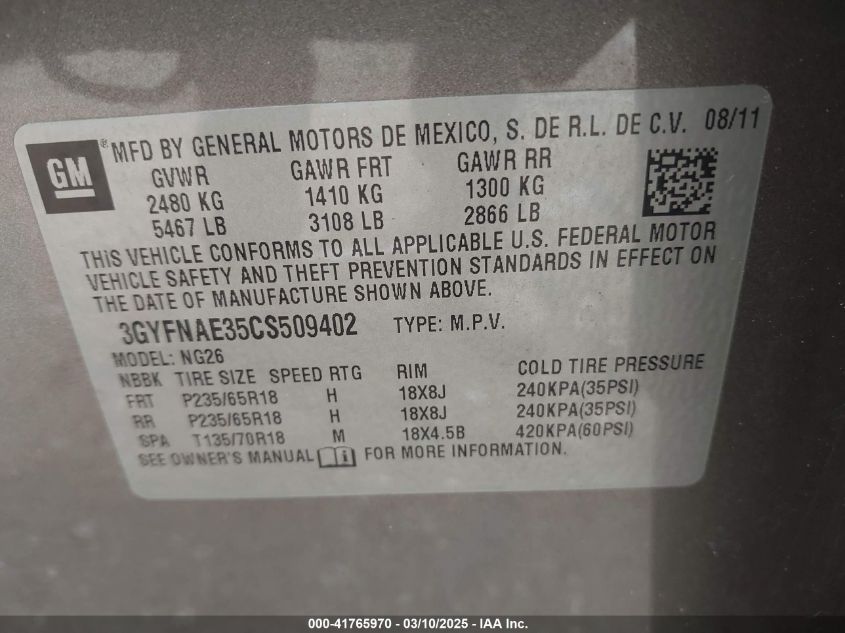 GM
MFD BY GENERAL MOTORS DE MEXICO, S. DE R.L. DE C.V. 08/11
GVWR GAWR FRT GAWR RR
2480 KG 1410 KG 1300 KG
5467 LB 3108 LB 2866 LB
THIS VEHICLE CONFORMS TO ALL APPLICABLE U.S. FEDERAL MOTOR
VEHICLE SAFETY AND THEFT PREVENTION STANDARDS IN EFFECT ON
THE DATE OF MANUFACTURE SHOWN ABOVE.
3GYFNAE35CS509402 TYPE: M.P.V.
MODEL: NG26
NBBK TIRE SIZE SPEED RTG RIM COLD TIRE PRESSURE
FRT P235/65R18 H 18X8J 240KPA(35PSI)
RR P235/65R18 H 18X8J 240KPA(35PSI)
SPA T135/70R18 M 18X4.5B 420KPA(60PSI)
SEE OWNER'S MANUAL i FOR MORE INFORMATION.
000-41765970 - 03/10/2025 - IAA Inc.